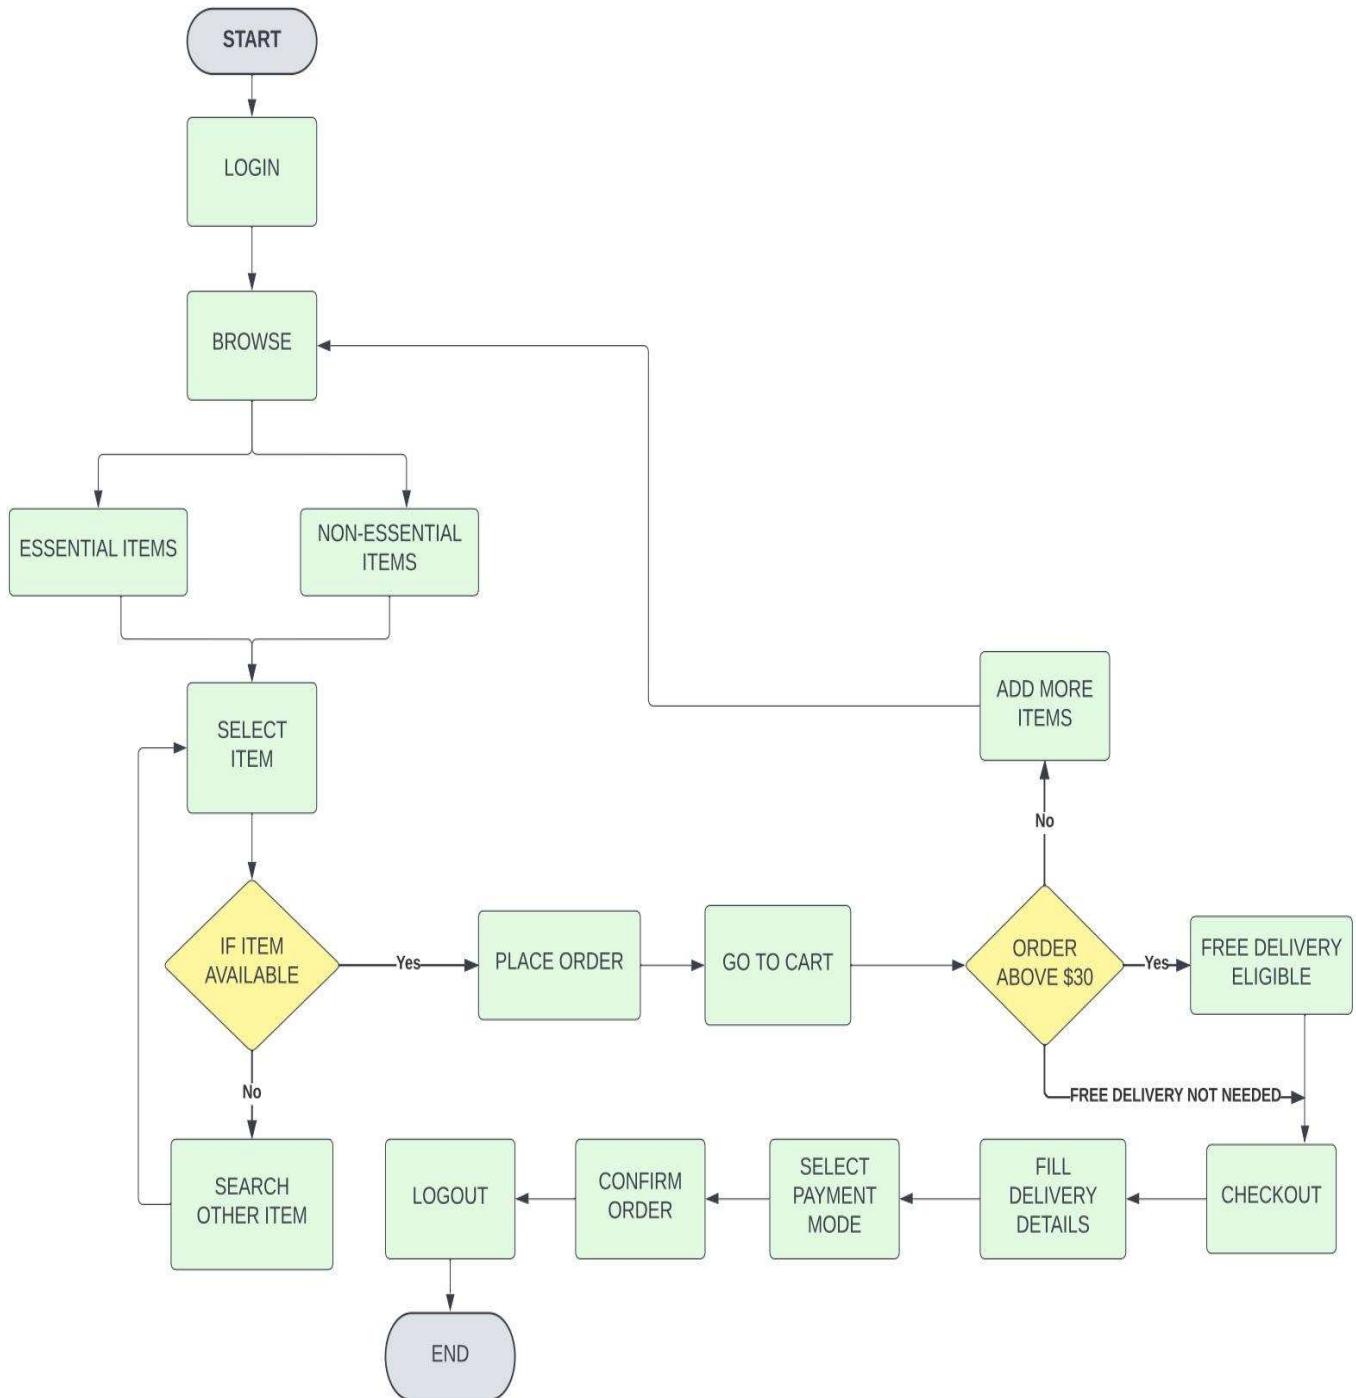 START
LOGIN
BROWSE
ESSENTIAL ITEMS
NON-ESSENTIAL
ITEMS
SELECT
ITEM
ADD MORE
ITEMS
No
IF ITEM
AVAILABLE
Yes
PLACE ORDER
GO TO CART
ORDER
ABOVE $30
Yes
FREE DELIVERY
ELIGIBLE
No
FREE DELIVERY NOT NEEDED
SEARCH
OTHER ITEM
LOGOUT
CONFIRM
ORDER
SELECT
PAYMENT
MODE
FILL
DELIVERY
DETAILS
CHECKOUT
END